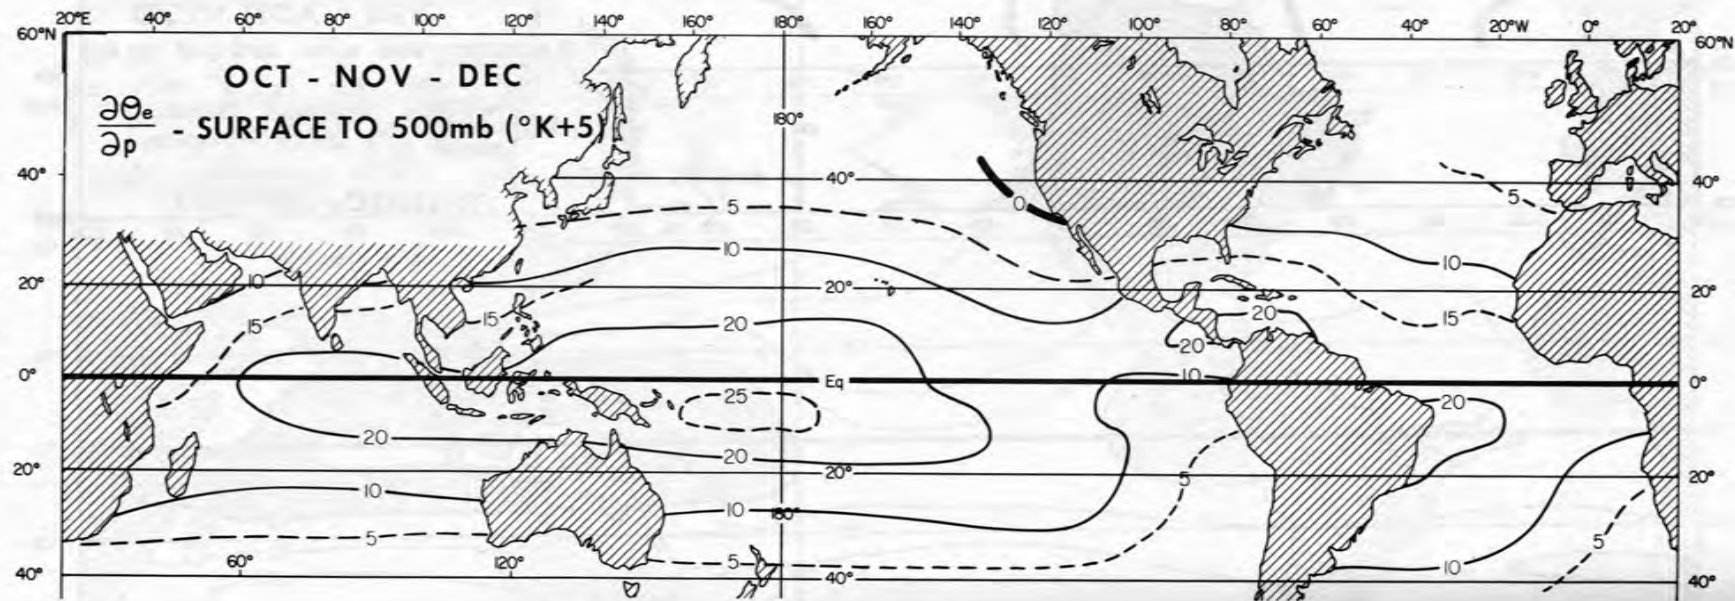 20°E 40° 60° 80° 100° 120° 140° 160° 180° 160° 140° 120° 100° 80° 60° 40° 20°W 0° 20°
60°N 60°N
OCT - NOV - DEC
∂θe
∂p
- SURFACE TO 500mb (°K+5)
180°
40° 40° 40°
5 0 5
10 10 10
20° 20° 20°
15 15 15
20 20 20
0° Eq 10 0°
25 20
20 20
20° 20° 5 20°
10 10 180°
5 5
60° 120° 5 10
40° 40° 40°